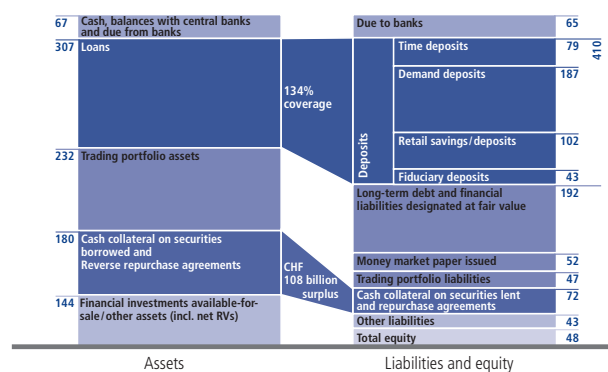 67 Cash, balances with central banks
and due from banks
307 Loans
232 Trading portfolio assets
180 Cash collateral on securities
borrowed and
Reverse repurchase agreements
144 Financial investments available-for-
sale/other assets (incl. net RVs)
134%
coverage
CHF
108 billion
surplus
Due to banks 65
Deposits
Time deposits 79
410
Demand deposits 187
Retail savings/deposits 102
Fiduciary deposits 43
Long-term debt and financial 192
liabilities designated at fair value
Money market paper issued 52
Trading portfolio liabilities 47
Cash collateral on securities lent 72
and repurchase agreements
Other liabilities 43
Total equity 48
Assets
Liabilities and equity